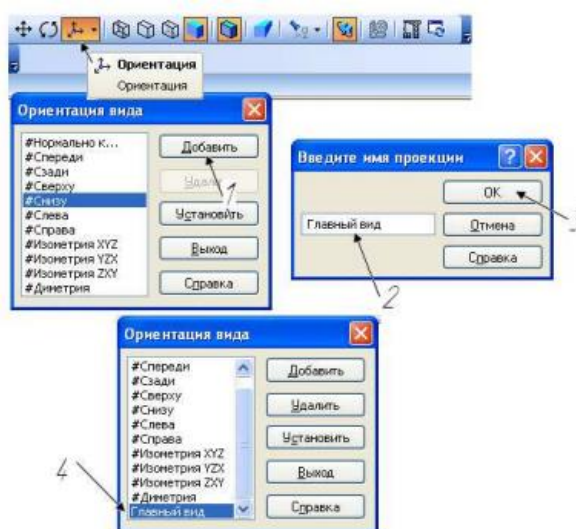 Ориентация
Ориентация
Ориентация вида
#Нормально к...
#Спереди
#Сзади
#Сверху
#Снизу
#Слева
#Справа
#Изометрия XYZ
#Изометрия YZX
#Изометрия ZXY
#Диметрия
Добавить
1
Установить
Выход
Справка
Введите имя проекции
Главный вид
OK
Отмена
Справка
2
Ориентация вида
#Спереди
#Сзади
#Сверху
#Снизу
#Слева
#Справа
#Изометрия XYZ
#Изометрия YZX
#Изометрия ZXY
#Диметрия
Главный вид
Добавить
Удалить
Установить
Выход
Справка
4